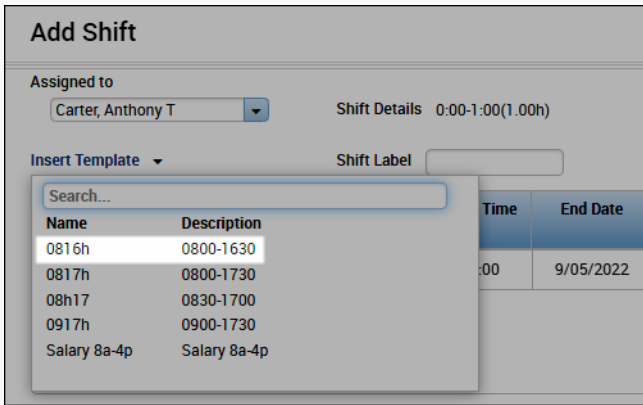 Add Shift
Assigned to
Carter, Anthony T
Shift Details 0:00-1:00(1.00h)
Insert Template
Shift Label
Search...
Name Description
0816h 0800-1630
0817h 0800-1730
08h17 0830-1700
0917h 0900-1730
Salary 8a-4p Salary 8a-4p
Time End Date
:00 9/05/2022